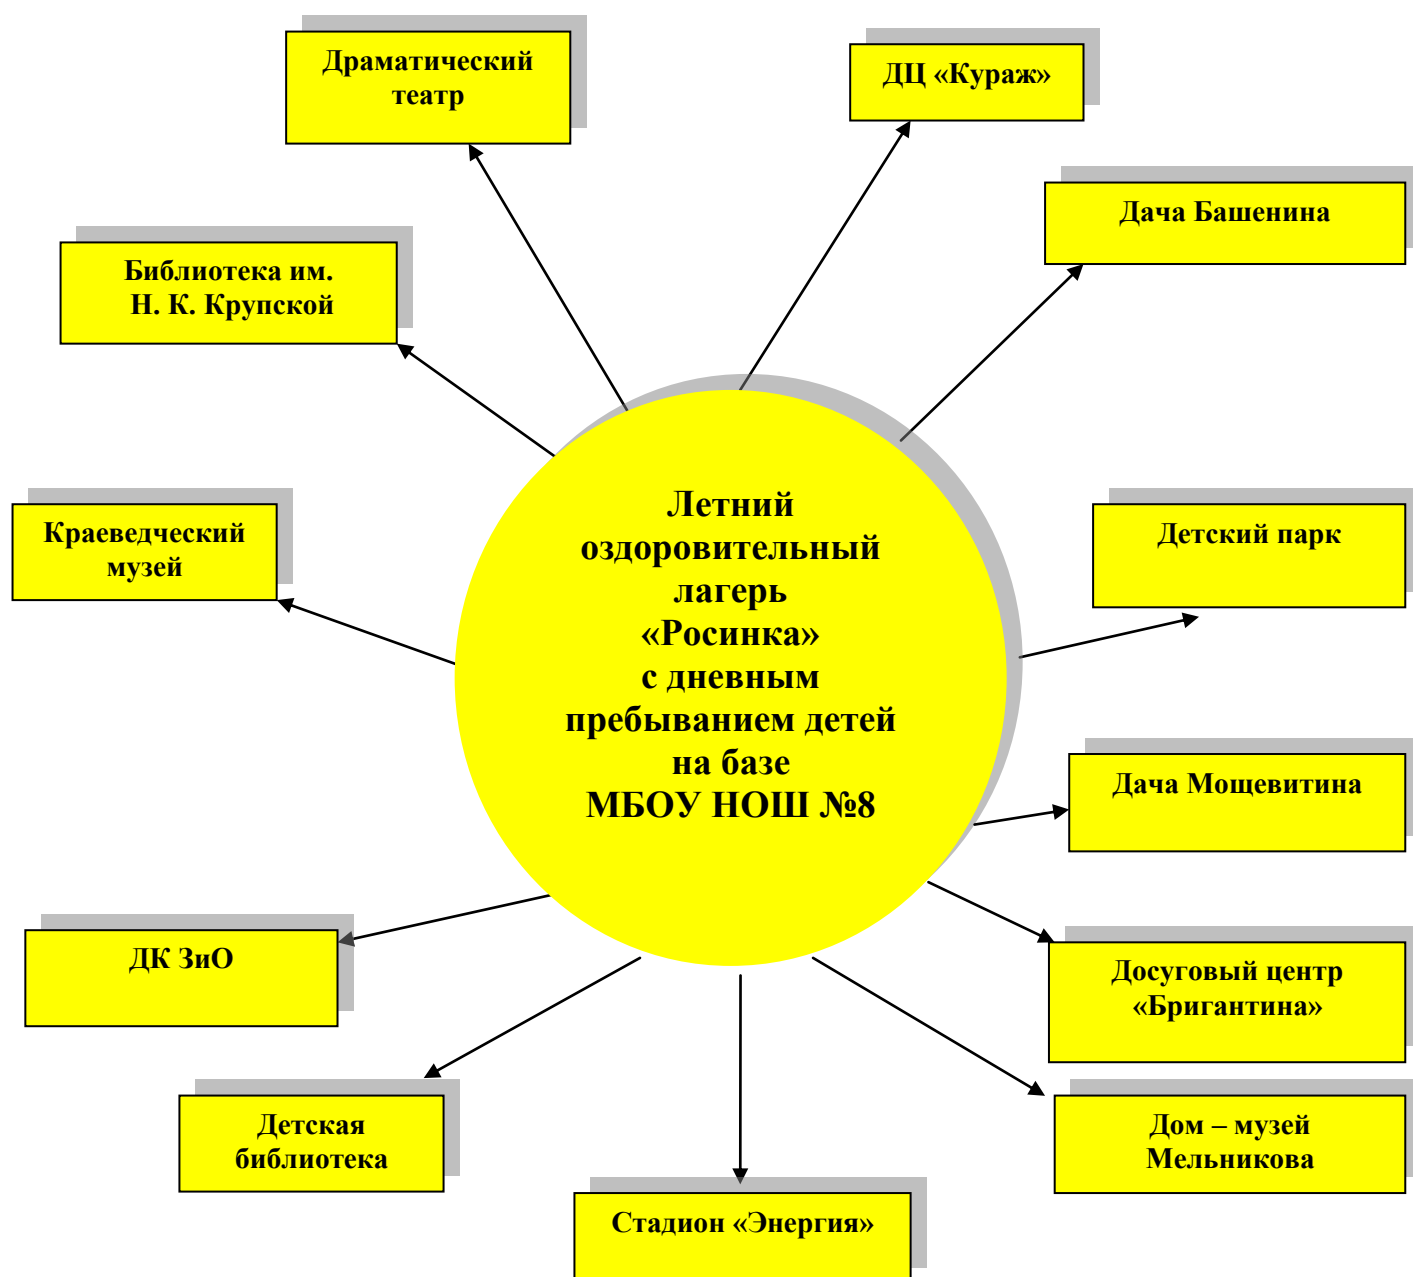 Драматический
театр
ДЦ «Кураж»
Дача Башенина
Библиотека им.
Н. К. Крупской
Летний
оздоровительный
лагерь
«Росинка»
с дневным
пребыванием детей
на базе
МБОУ НОШ №8
Краеведческий
музей
Детский парк
Дача Мощевитина
ДК ЗиО
Досуговый центр
«Бригантина»
Детская
библиотека
Дом – музей
Мельникова
Стадион «Энергия»